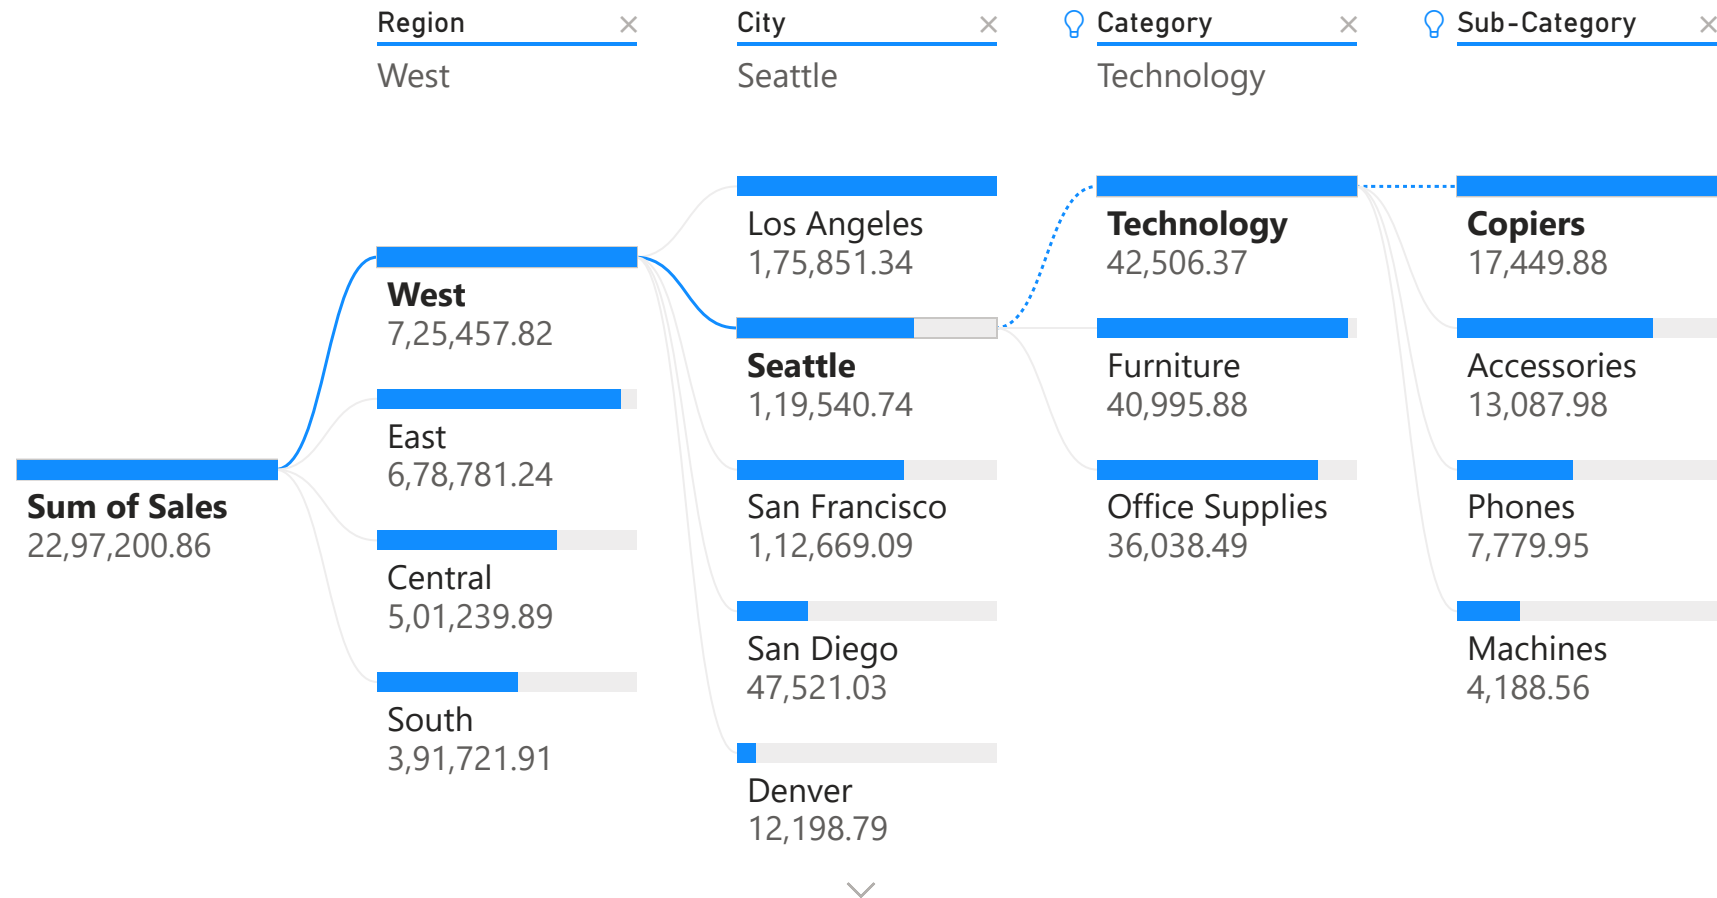 Region
City
Category
Sub-Category
West
Seattle
Technology
Sum of Sales
22,97,200.86
West
7,25,457.82
East
6,78,781.24
Central
5,01,239.89
South
3,91,721.91
Los Angeles
1,75,851.34
Seattle
1,19,540.74
San Francisco
1,12,669.09
San Diego
47,521.03
Denver
12,198.79
Technology
42,506.37
Furniture
40,995.88
Office Supplies
36,038.49
Copiers
17,449.88
Accessories
13,087.98
Phones
7,779.95
Machines
4,188.56